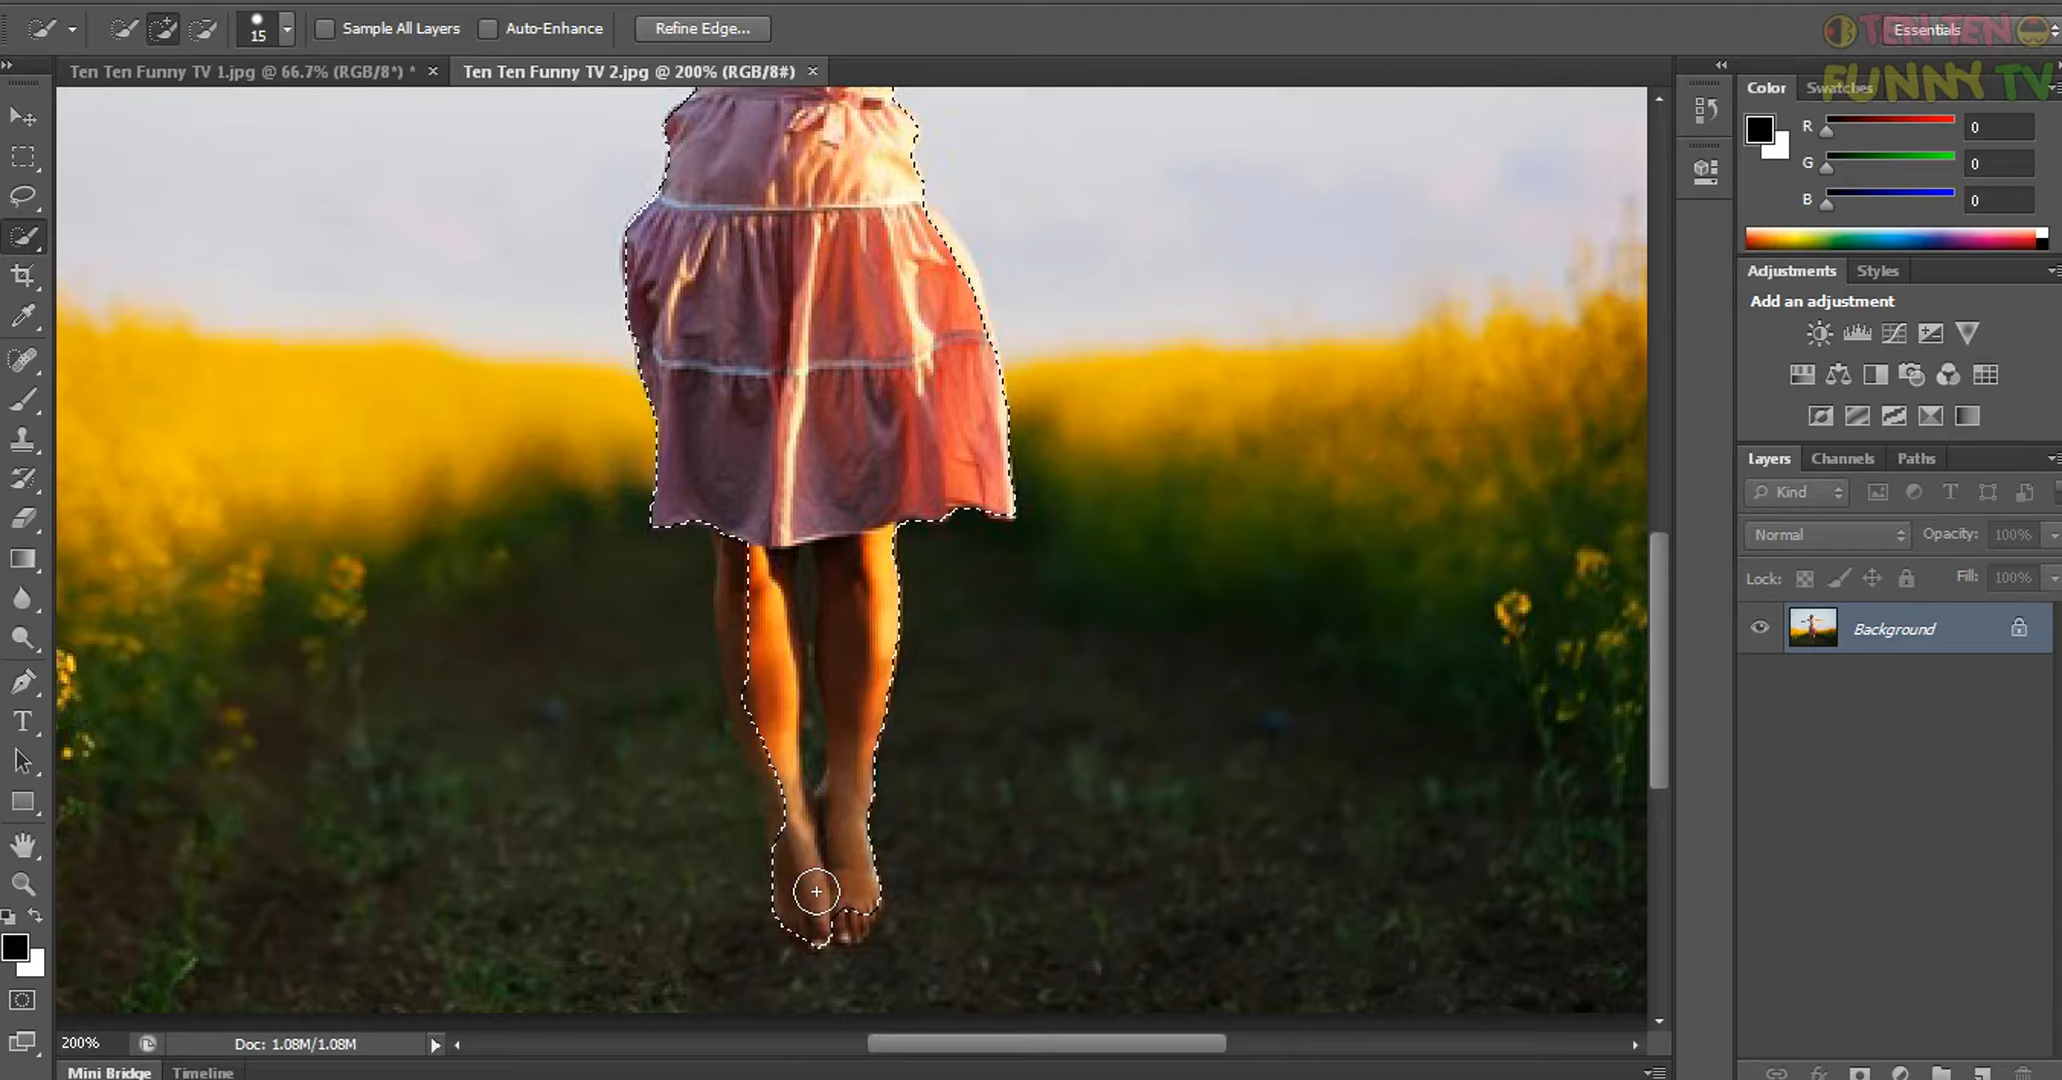 15
Sample All Layers
Auto-Enhance
Refine Edge...
Essentials
TEN TEN
FUNNY TV
Ten Ten Funny TV 1.jpg @ 66.7% (RGB/8*) *
Ten Ten Funny TV 2.jpg @ 200% (RGB/8#)
Color
Swatches
R
0
G
0
B
0
Adjustments
Styles
Add an adjustment
Layers
Channels
Paths
Kind
Normal
Opacity: 100%
Lock:
Fill: 100%
Background
200%
Doc: 1.08M/1.08M
Mini Bridge
Timeline